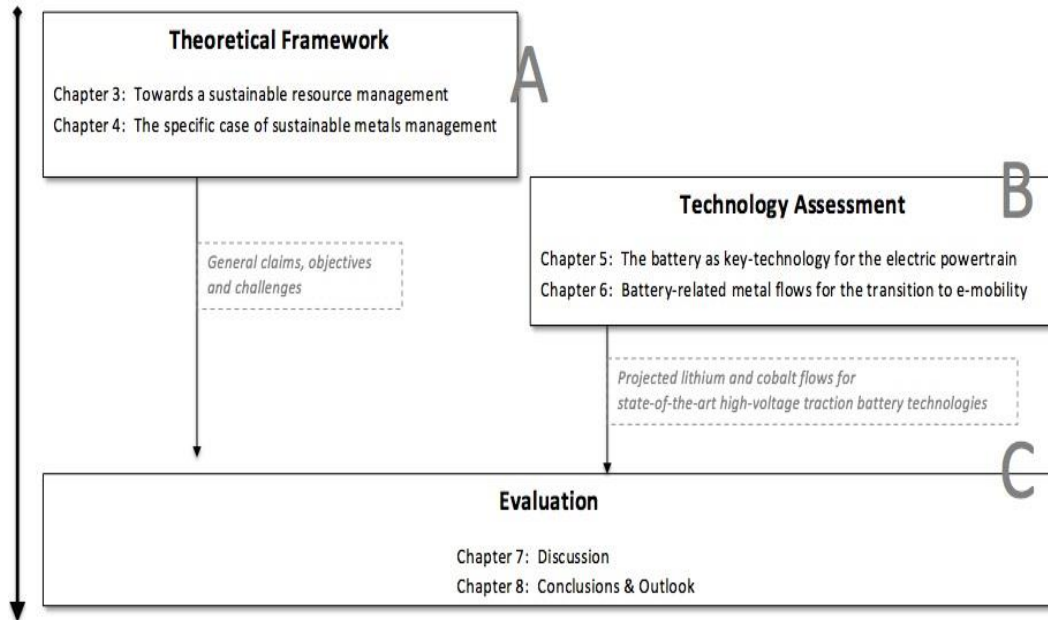 Theoretical Framework
A
Chapter 3: Towards a sustainable resource management
Chapter 4: The specific case of sustainable metals management
General claims, objectives
and challenges
Technology Assessment
B
Chapter 5: The battery as key-technology for the electric powertrain
Chapter 6: Battery-related metal flows for the transition to e-mobility
Projected lithium and cobalt flows for
state-of-the-art high-voltage traction battery technologies
C
Evaluation
Chapter 7: Discussion
Chapter 8: Conclusions & Outlook